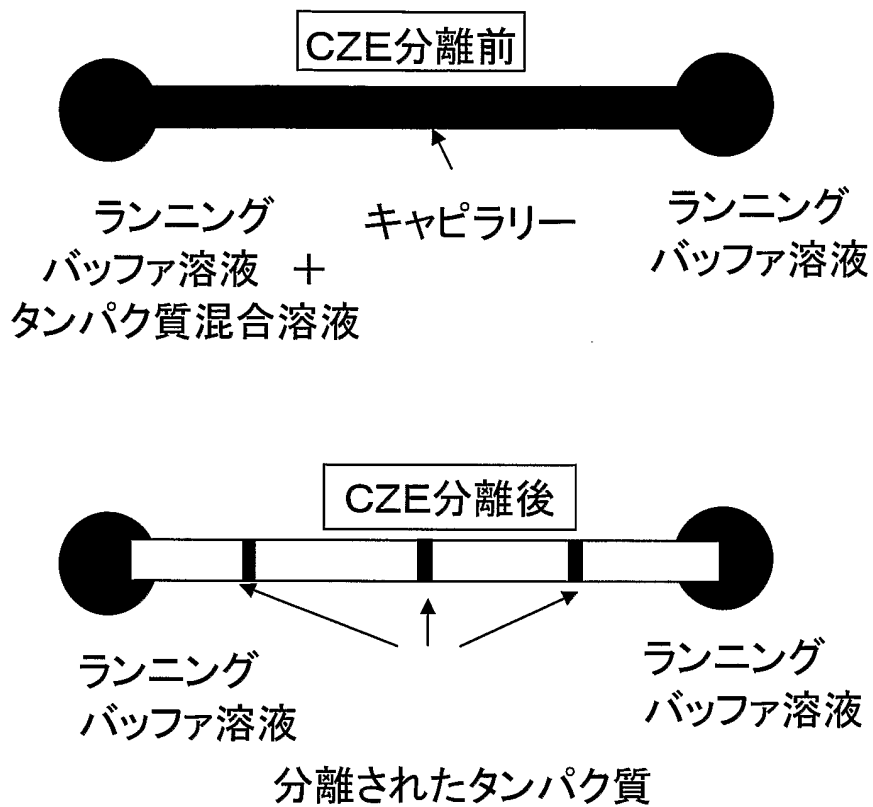 CZE分離前
キャピラリー
ランニング
バッファ溶液 +
タンパク質混合溶液
ランニング
バッファ溶液
CZE分離後
ランニング
バッファ溶液
ランニング
バッファ溶液
分離されたタンパク質